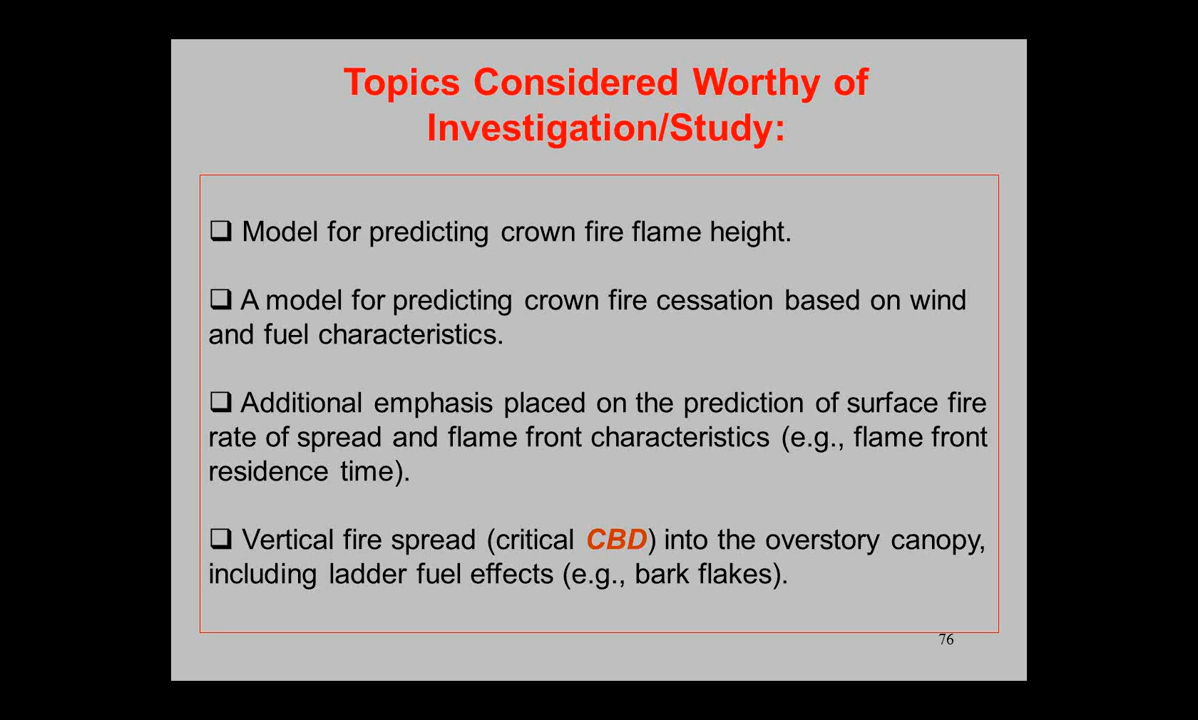 Topics Considered Worthy of
Investigation/Study:
❑ Model for predicting crown fire flame height.
❑ A model for predicting crown fire cessation based on wind
and fuel characteristics.
❑ Additional emphasis placed on the prediction of surface fire
rate of spread and flame front characteristics (e.g., flame front
residence time).
❑ Vertical fire spread (critical CBD) into the overstory canopy,
including ladder fuel effects (e.g., bark flakes).
76